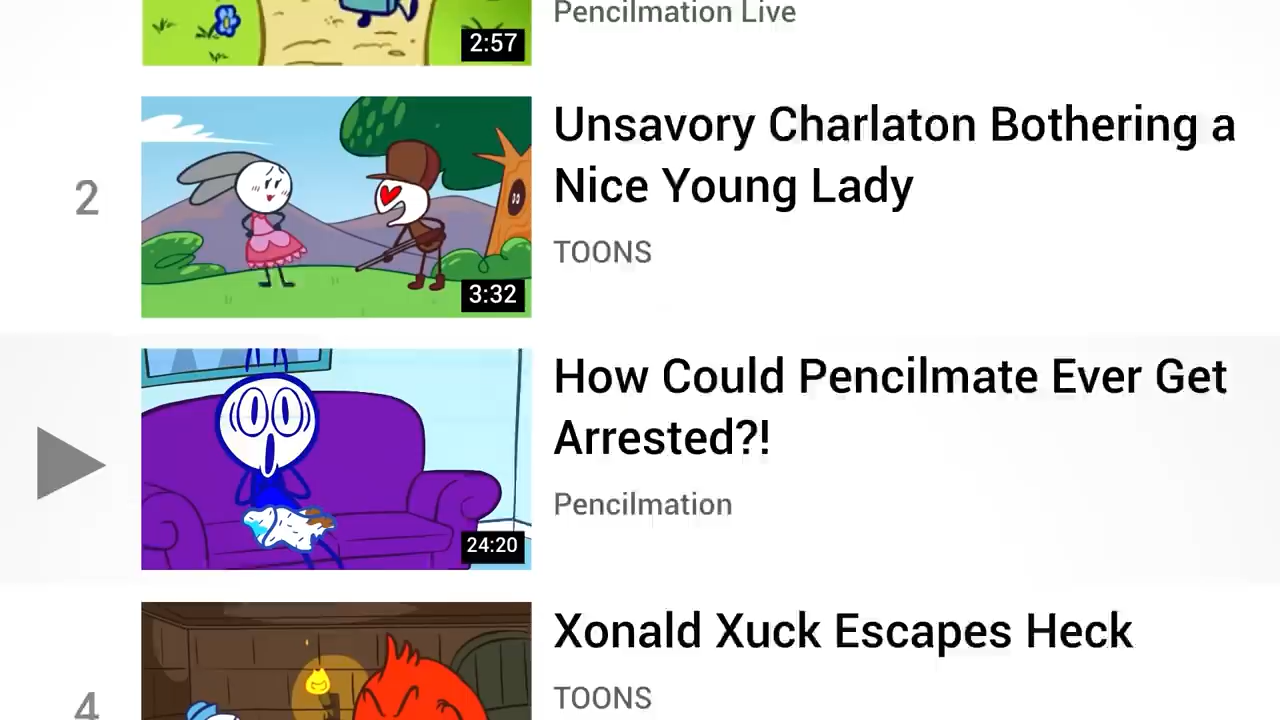 Pencilmation Live
2:57
2
Unsavory Charlaton Bothering a
Nice Young Lady
TOONS
3:32
How Could Pencilmate Ever Get
Arrested?!
Pencilmation
24:20
4
Xonald Xuck Escapes Heck
TOONS